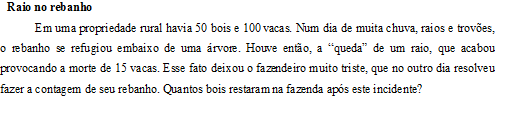 Raio no rebanho
Em uma propriedade rural havia 50 bois e 100 vacas. Num dia de muita chuva, raios e trovões,
o rebanho se refugiou embaixo de uma árvore. Houve então, a “queda” de um raio, que acabou
provocando a morte de 15 vacas. Esse fato deixou o fazendeiro muito triste, que no outro dia resolveu
fazer a contagem de seu rebanho. Quantos bois restaram na fazenda após este incidente?